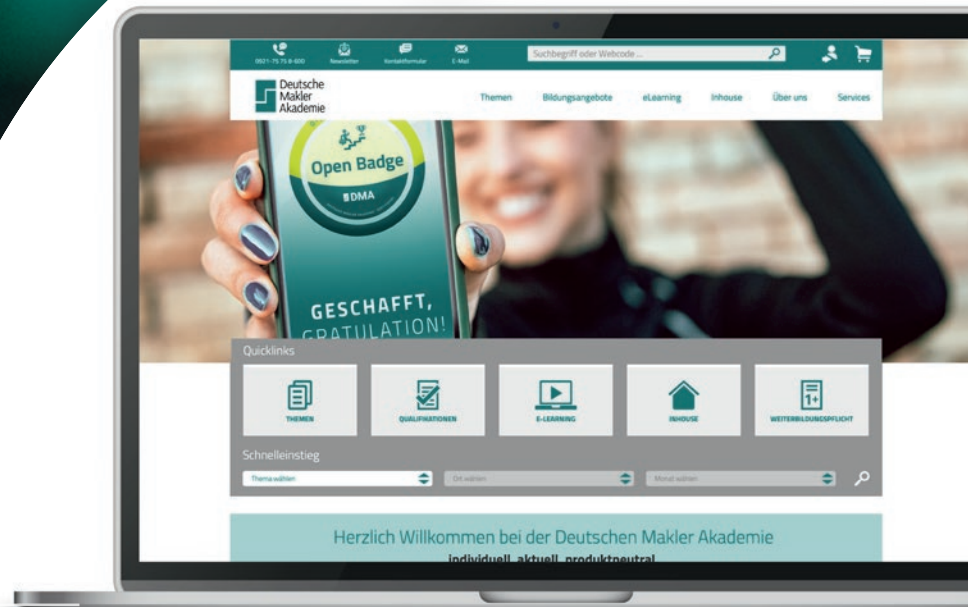 0921-75 75 8-600
Newsletter
Kontaktformular
E-Mail
Suchbegriff oder Webcode ...
Deutsche
Makler
Akademie
Themen
Bildungsangebote
eLearning
Inhouse
Über uns
Services
Open Badge
DMA
GESCHAFFT,
GRATULATION!
Quicklinks
THEMEN
QUALIFIKATIONEN
E-LEARNING
INHOUSE
1+
WEITERBILDUNGSPFLICHT
Schnelleinstieg
Thema wählen
Ort wählen
Monat wählen
Herzlich Willkommen bei der Deutschen Makler Akademie
individuell, aktuell, produktneutral